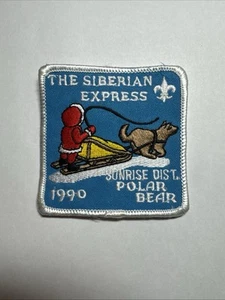 THE SIBERIAN
EXPRESS
SUNRISE DIST.
1990 POLAR
BEAR